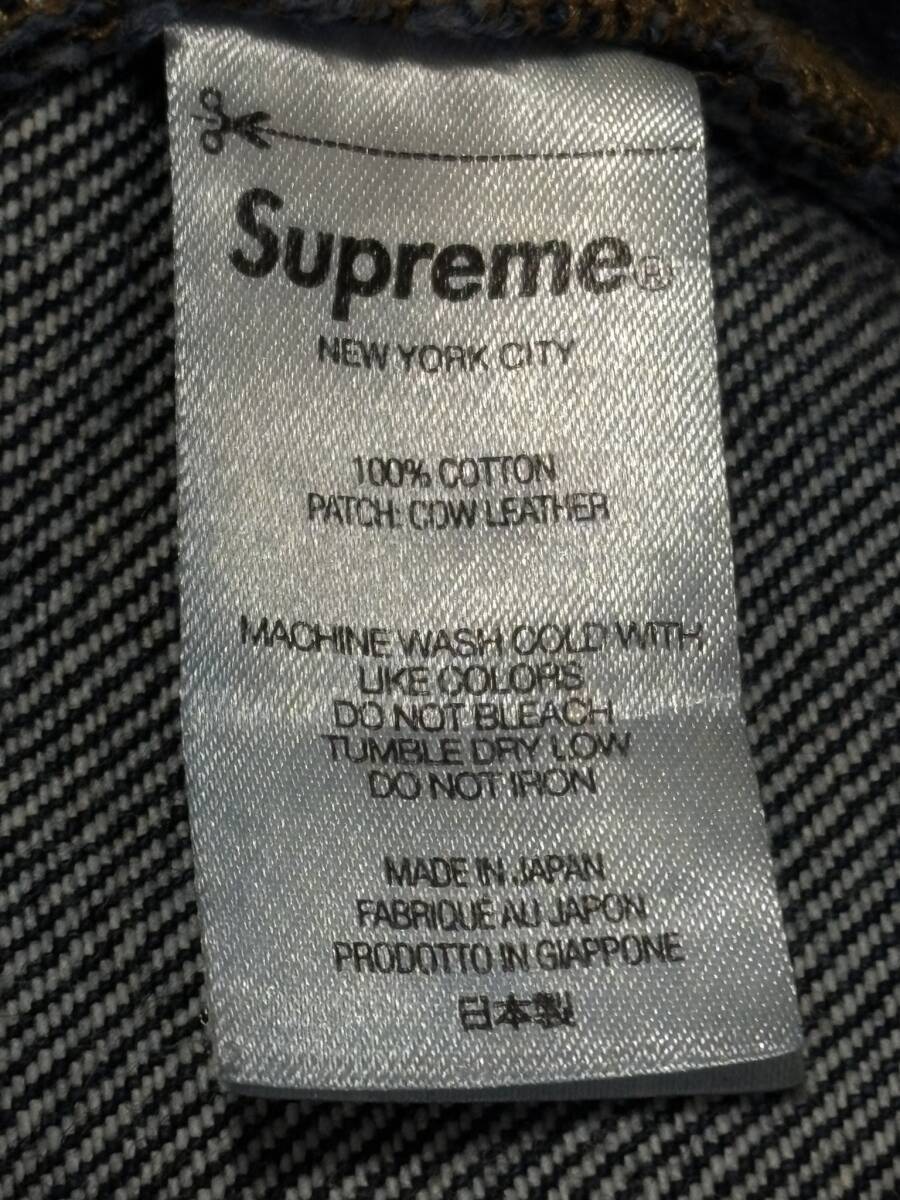 Supreme®
NEW YORK CITY
100% COTTON
PATCH: COW LEATHER
MACHINE WASH COLD WITH
LIKE COLORS
DO NOT BLEACH
TUMBLE DRY LOW
DO NOT IRON
MADE IN JAPAN
FABRIQUE AU JAPON
PRODOTTO IN GIAPPONE
日本製